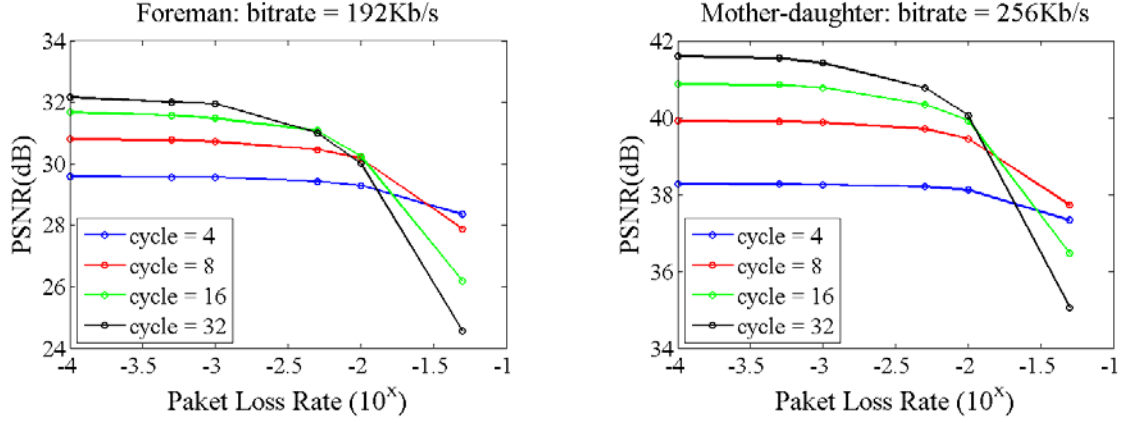 Foreman: bitrate = 192Kb/s
34
32
30
28
26
24
PSNR(dB)
cycle = 4
cycle = 8
cycle = 16
cycle = 32
-4
-3.5
-3
-2.5
-2
-1.5
-1
Paket Loss Rate (10^x)
Mother-daughter: bitrate = 256Kb/s
42
40
38
36
34
PSNR(dB)
cycle = 4
cycle = 8
cycle = 16
cycle = 32
-4
-3.5
-3
-2.5
-2
-1.5
-1
Paket Loss Rate (10^x)